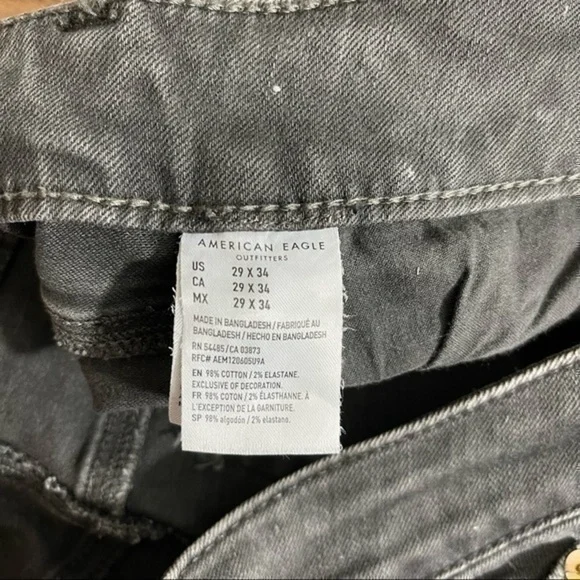 AMERICAN EAGLE
OUTFITTERS
US 29 X 34
CA 29 X 34
MX 29 X 34
MADE IN BANGLADESH / FABRIQUÉ AU
BANGLADESH / HECHO EN BANGLADESH
RN 54485 / CA 03873
RFC# AEM120605U9A
EN 98% COTTON / 2% ELASTANE.
EXCLUSIVE OF DECORATION.
FR 98% COTON / 2% ÉLASTHANNE. À
L'EXCEPTION DE LA GARNITURE.
SP 98% algodón / 2% elastano.